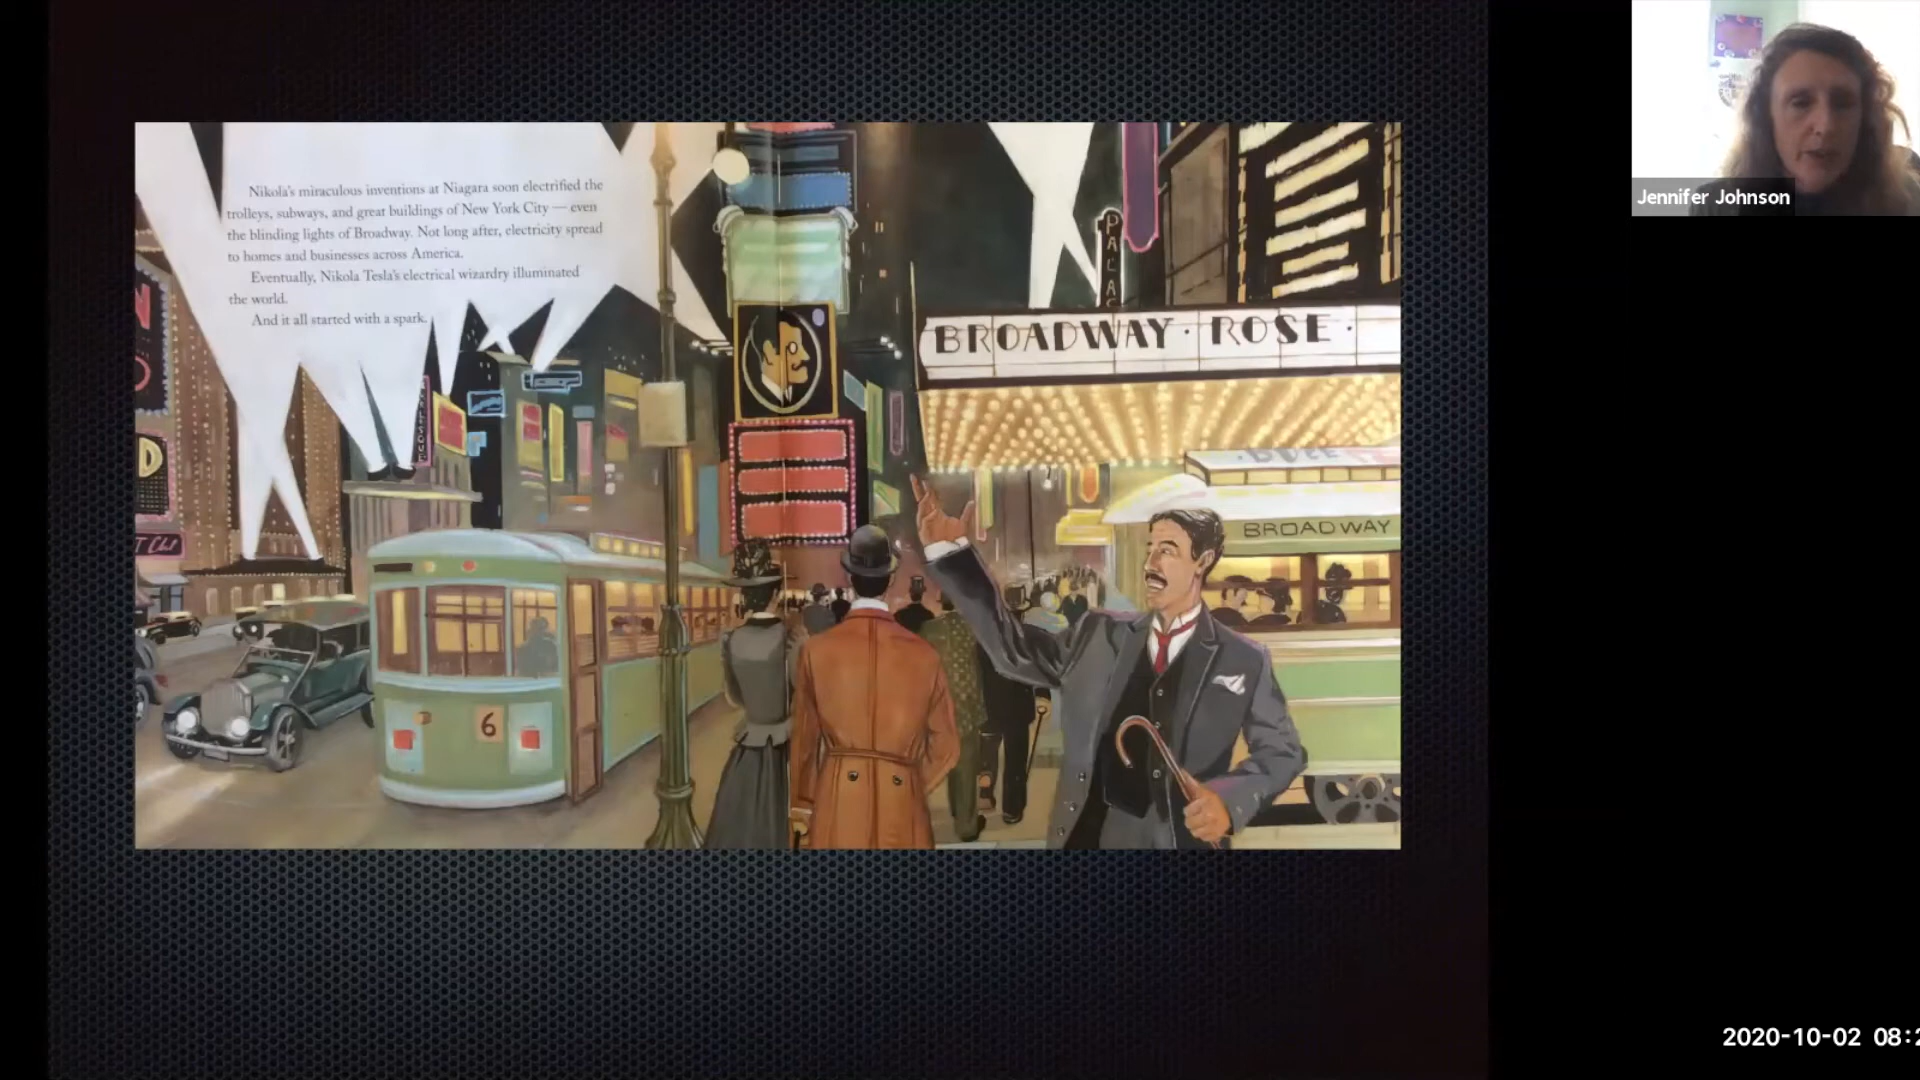 Nikola's miraculous inventions at Niagara soon electrified the
trolleys, subways, and great buildings of New York City — even
the blinding lights of Broadway. Not long after, electricity spread
to homes and businesses across America.
Eventually, Nikola Tesla's electrical wizardry illuminated
the world.
And it all started with a spark.
PALAC
BROADWAY · ROSE ·
BROADWAY
N
D
T Club
6
Jennifer Johnson
2020-10-02 08:2